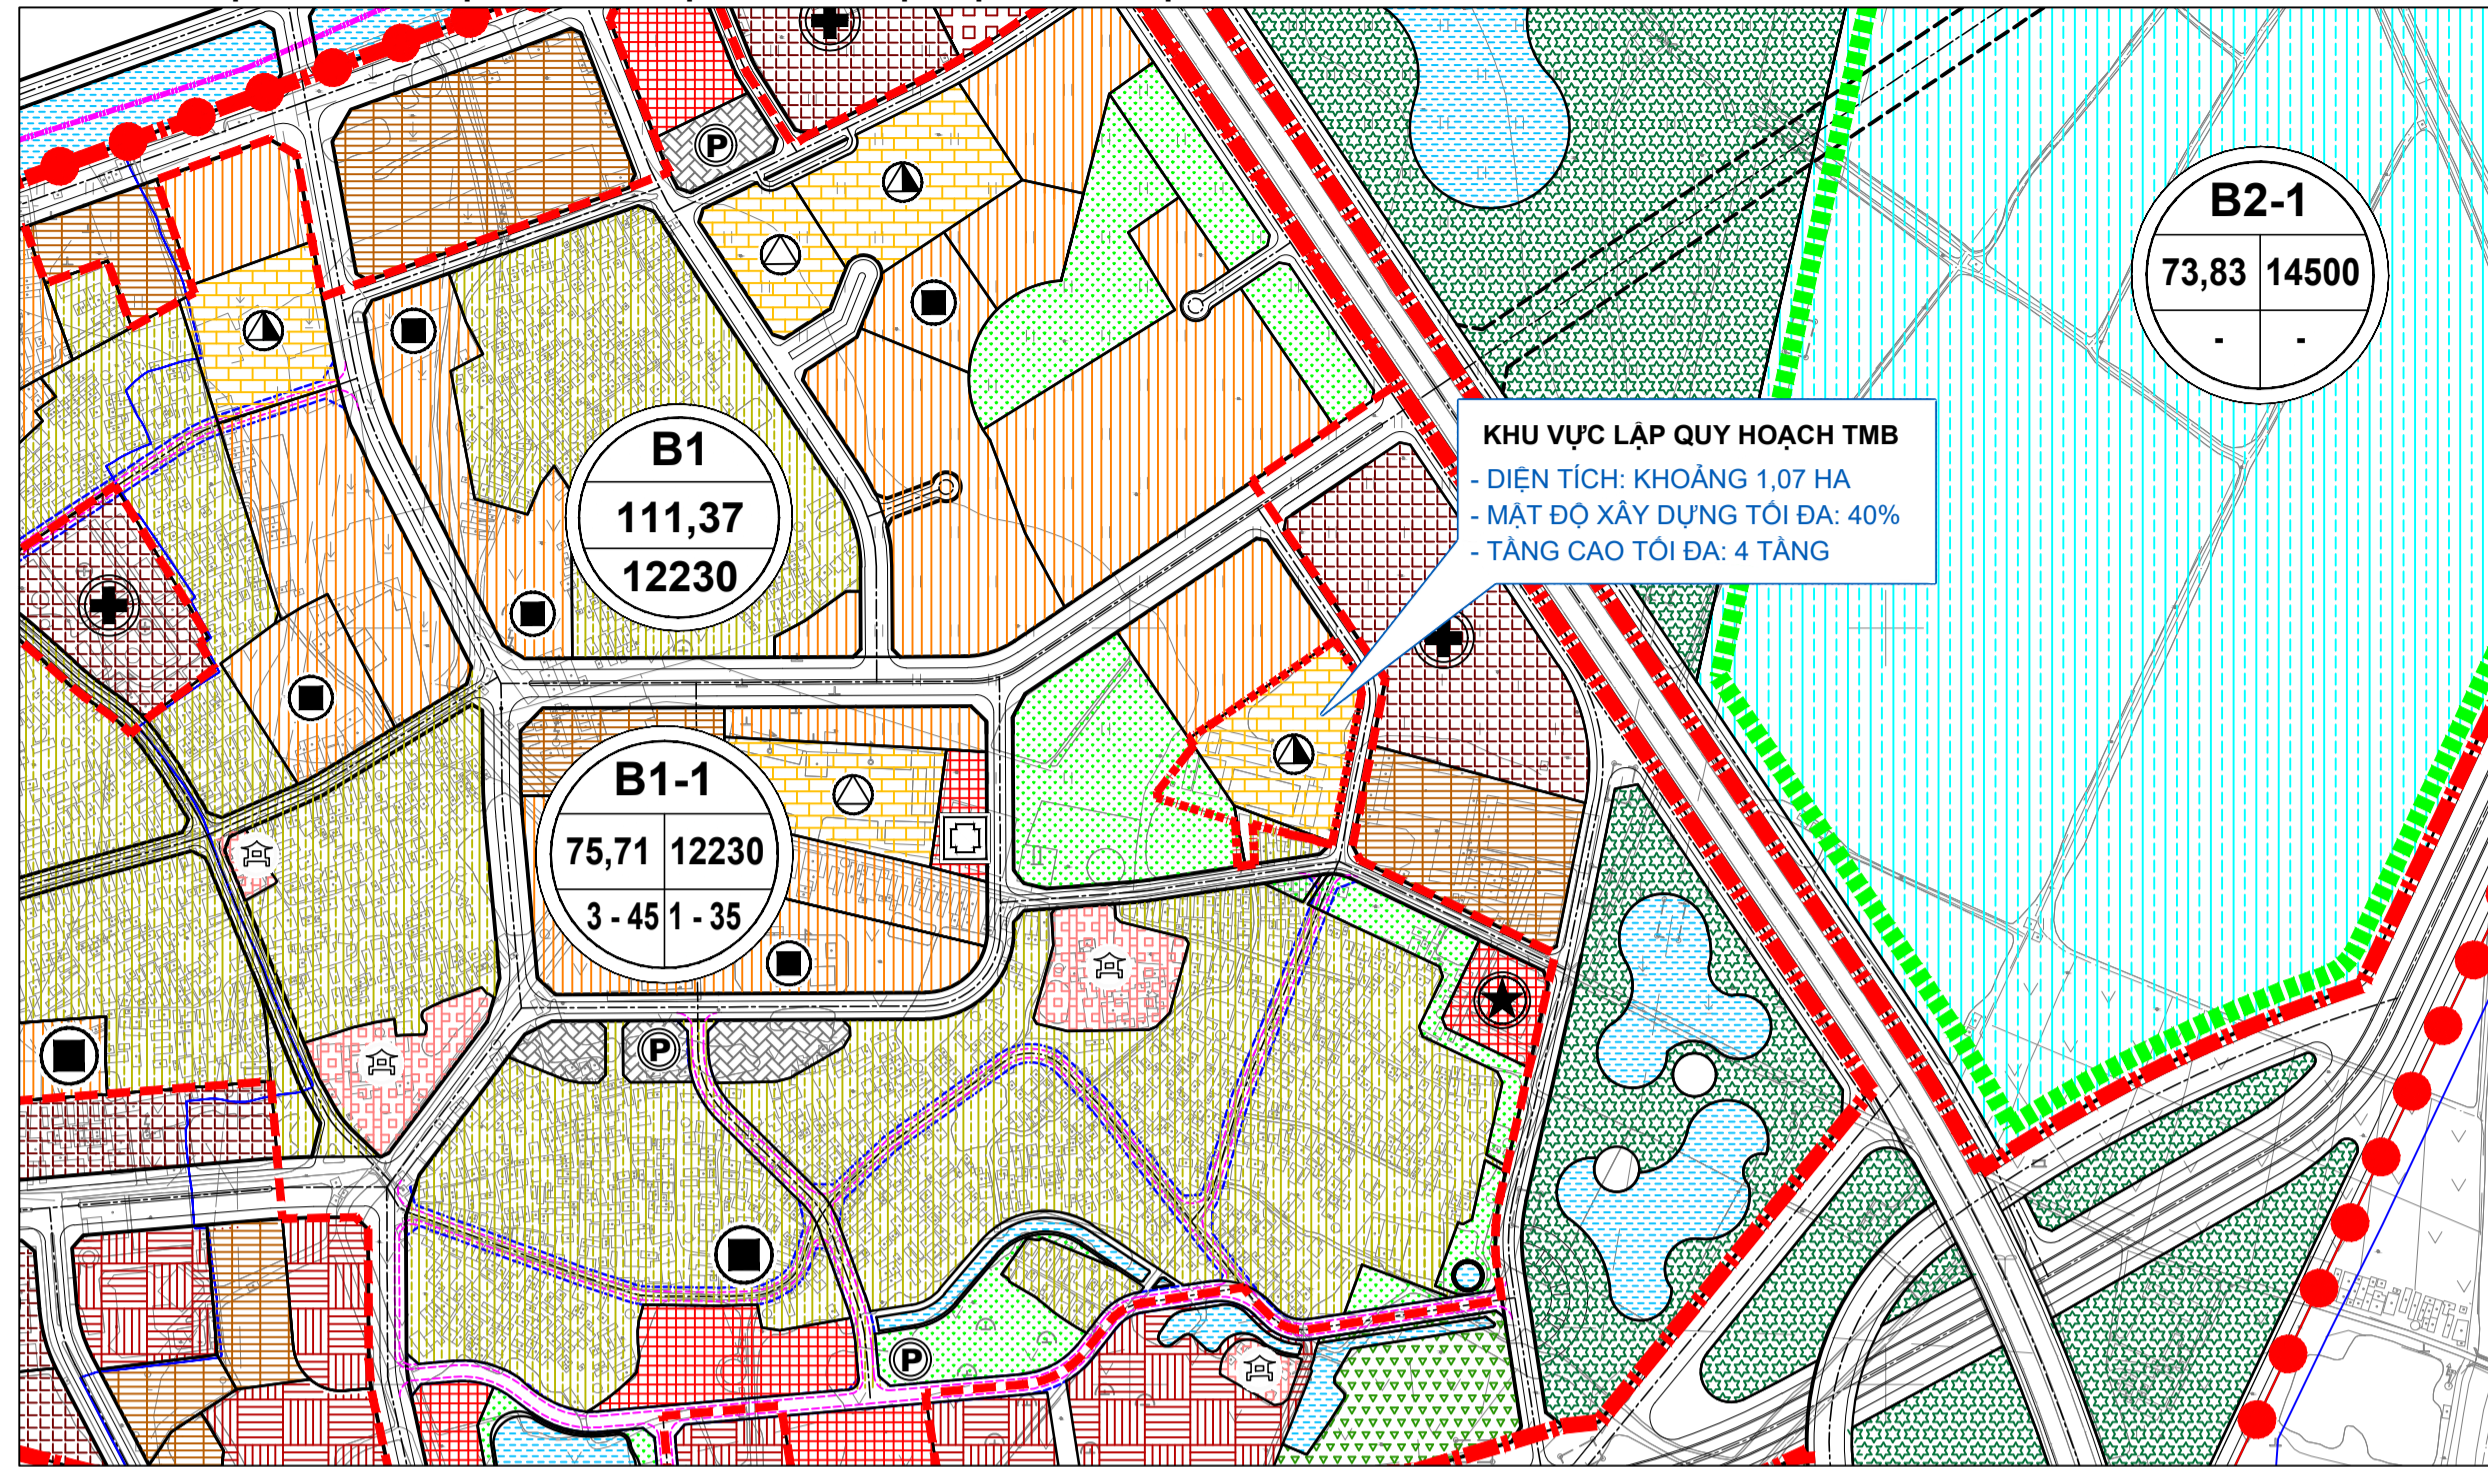 P
B2-1
73,83 14500
- -
KHU VỰC LẬP QUY HOẠCH TMB
- DIỆN TÍCH: KHOẢNG 1,07 HA
- MẬT ĐỘ XÂY DỰNG TỐI ĐA: 40%
- TẦNG CAO TỐI ĐA: 4 TẦNG
B1
111,37
12230
B1-1
75,71 12230
3 - 45 1 - 35
P
P